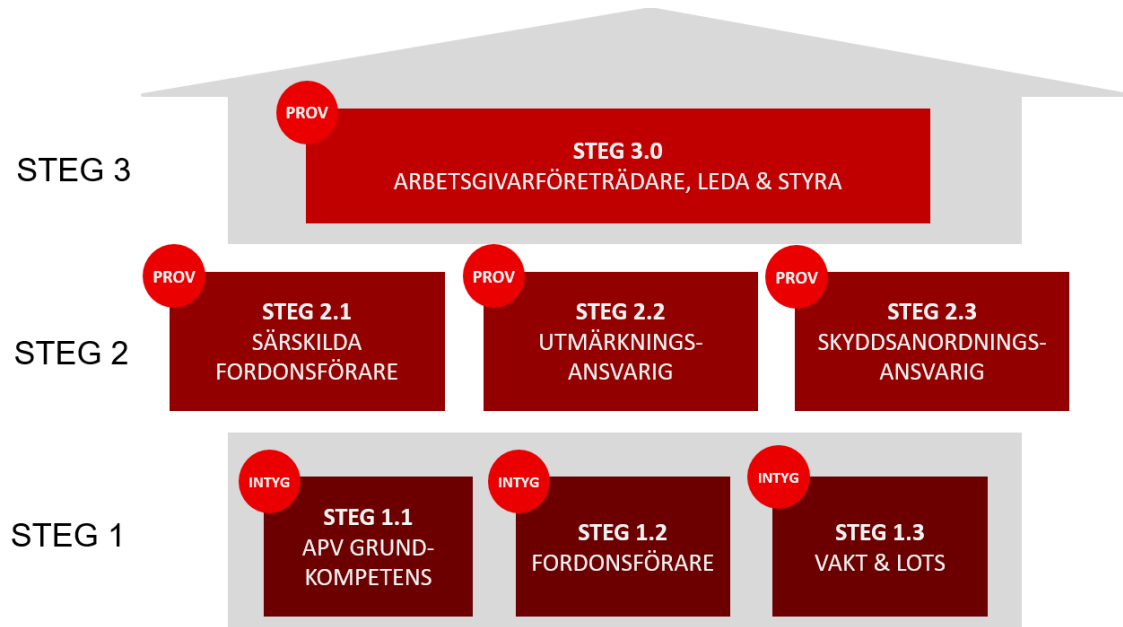 STEG 3
PROV
STEG 3.0
ARBETSGIVARFÖRETRÄDARE, LEDA & STYRA
STEG 2
PROV
STEG 2.1
SÄRSKILDA
FORDONSFÖRARE
PROV
STEG 2.2
UTMÄRKNINGS-
ANSVARIG
PROV
STEG 2.3
SKYDDSANORDNINGS-
ANSVARIG
STEG 1
INTYG
STEG 1.1
APV GRUND-
KOMPETENS
INTYG
STEG 1.2
FORDONSFÖRARE
INTYG
STEG 1.3
VAKT & LOTS